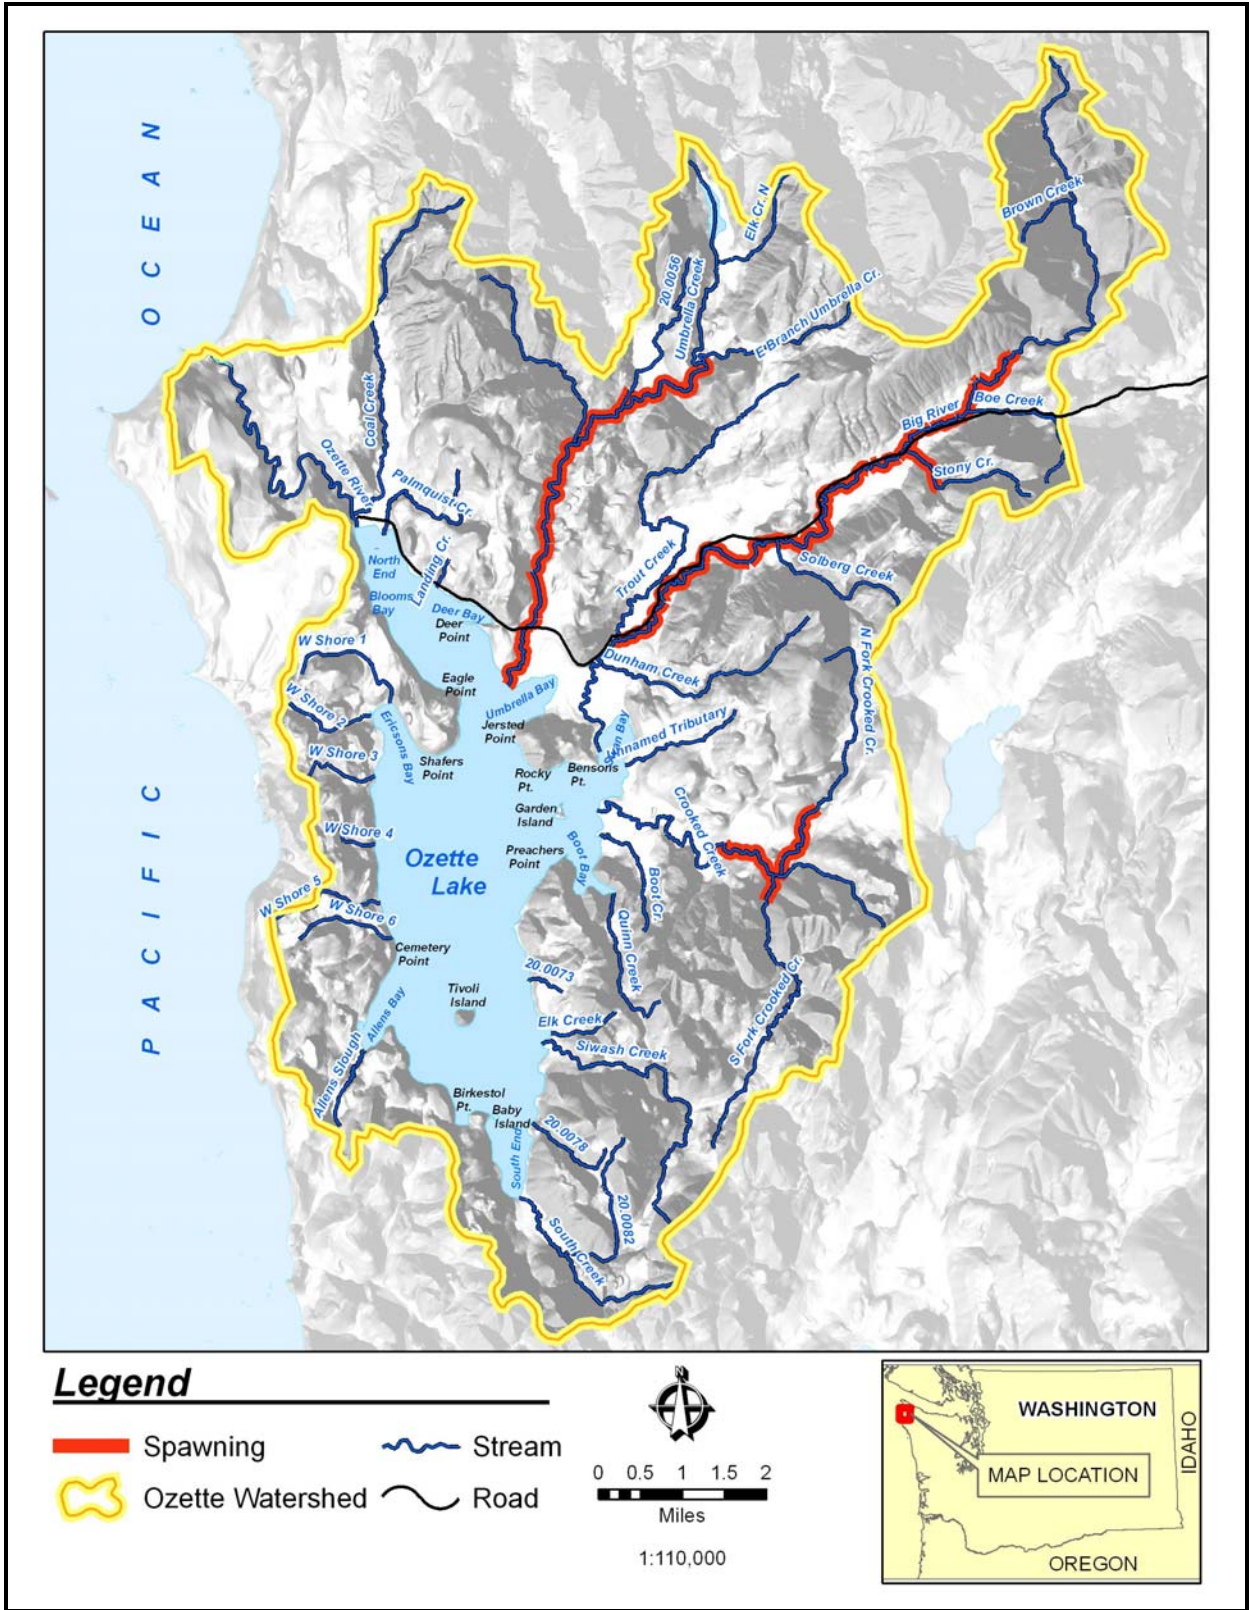 PACIFIC OCEAN
Brown Creek
Elk Cr. N
20.0056
Umbrella Creek
E Branch Umbrella Cr.
Coal Creek
Big River
Boe Creek
Stony Cr.
Ozette River
Palmquist Cr.
Landing Cr.
North
End
Blooms
Bay
Deer Bay
Deer
Point
Trout Creek
Solberg Creek
N Fork Crooked Cr.
W Shore 1
Dunham Creek
Eagle
Point
Umbrella Bay
W Shore 2
Ericsons Bay
Jersted
Point
Swan Bay
Unnamed Tributary
W Shore 3
Shafers
Point
Rocky
Pt.
Bensons
Pt.
Garden
Island
Crooked Creek
W Shore 4
Ozette
Lake
Preachers
Point
Boot Bay
Boot Cr.
W Shore 5
W Shore 6
Quinn Creek
Cemetery
Point
20.0073
S Fork Crooked Cr.
Tivoli
Island
Allens Bay
Elk Creek
Siwash Creek
Allens Slough
Birkestol
Pt.
Baby
Island
20.0078
South End
20.0082
South Creek
Legend
Spawning
Stream
Ozette Watershed
Road
N
0 0.5 1 1.5 2
Miles
1:110,000
WASHINGTON
IDAHO
MAP LOCATION
OREGON